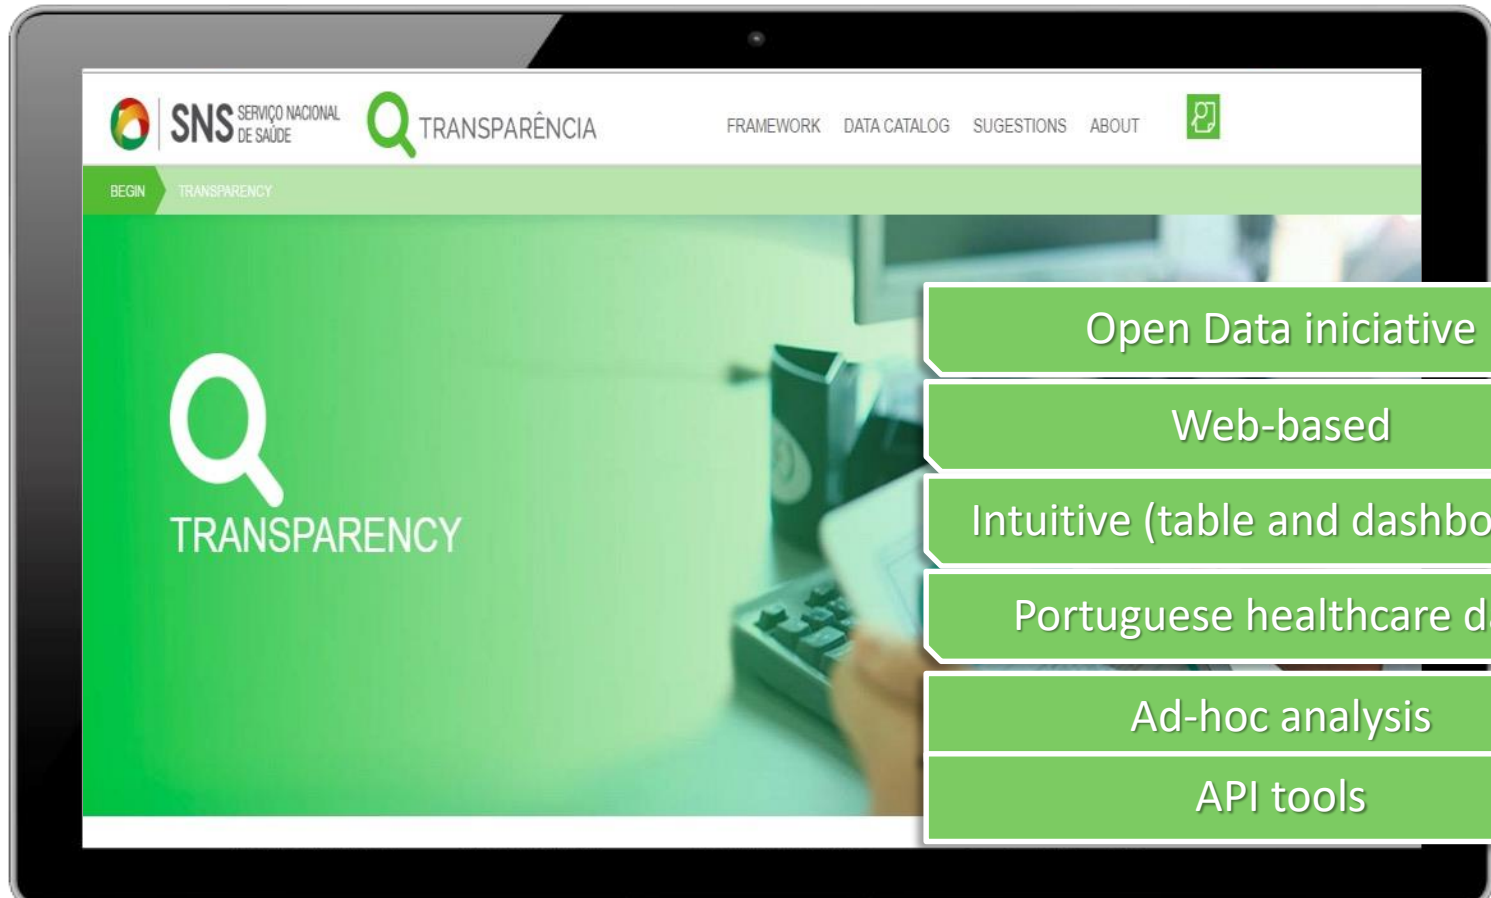 SNS SERVIÇO NACIONAL
DE SAÚDE
TRANSPARÊNCIA
FRAMEWORK DATA CATALOG SUGESTIONS ABOUT
BEGIN TRANSPARENCY
TRANSPARENCY
Open Data iniciative
Web-based
Intuitive (table and
Portuguese healthcare
Ad-hoc analysis
API tools